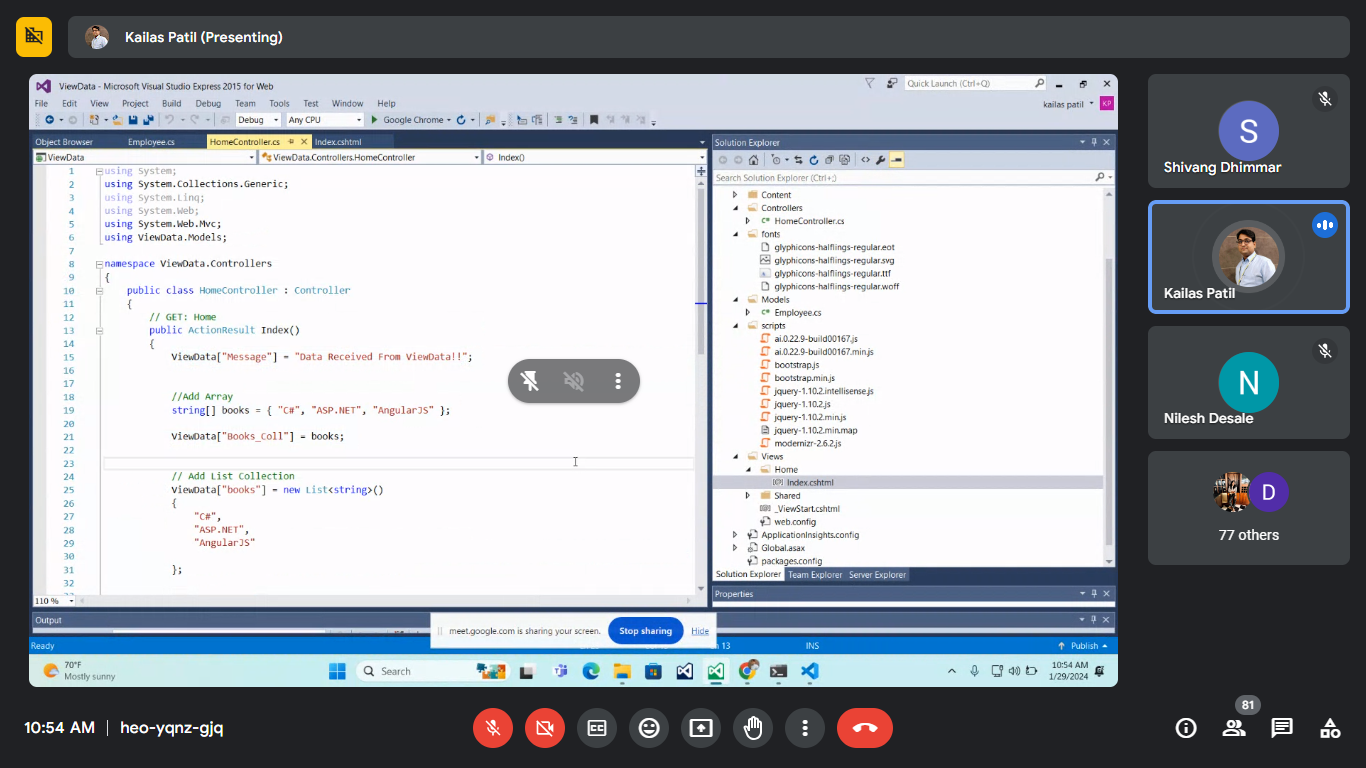 Kailas Patil (Presenting)
ViewData - Microsoft Visual Studio Express 2015 for Web
Quick Launch (Ctrl+Q)
File Edit View Project Build Debug Team Tools Test Window Help
kailas patil KP
Debug Any CPU Google Chrome
Object Browser Employee.cs HomeController.cs Index.cshtml
ViewData ViewData.Controllers.HomeController Index()
1 using System;
2 using System.Collections.Generic;
3 using System.Linq;
4 using System.Web;
5 using System.Web.Mvc;
6 using ViewData.Models;
7
8 namespace ViewData.Controllers
9 {
10 public class HomeController : Controller
11 {
12 // GET: Home
13 public ActionResult Index()
14 {
15 ViewData["Message"] = "Data Received From ViewData!!";
16
17
18 //Add Array
19 string[] books = { "C#", "ASP.NET", "AngularJS" };
20
21 ViewData["Books_Coll"] = books;
22
23
24 // Add List Collection
25 ViewData["books"] = new List<string>()
26 {
27 "C#",
28 "ASP.NET",
29 "AngularJS"
30
31 };
32
110 %
Solution Explorer
Search Solution Explorer (Ctrl+;)
Content
Controllers
C# HomeController.cs
fonts
glyphicons-halflings-regular.eot
glyphicons-halflings-regular.svg
glyphicons-halflings-regular.ttf
glyphicons-halflings-regular.woff
Models
C# Employee.cs
scripts
ai.0.22.9-build00167.js
ai.0.22.9-build00167.min.js
bootstrap.js
bootstrap.min.js
jquery-1.10.2.intellisense.js
jquery-1.10.2.js
jquery-1.10.2.min.js
jquery-1.10.2.min.map
modernizr-2.6.2.js
Views
Home
Index.cshtml
Shared
_ViewStart.cshtml
web.config
ApplicationInsights.config
Global.asax
packages.config
Solution Explorer Team Explorer Server Explorer
Properties
Output
meet.google.com is sharing your screen. Stop sharing Hide
Ready
13 INS
Publish
70°F
Mostly sunny
Search
10:54 AM
1/29/2024
S
Shivang Dhimmar
Kailas Patil
N
Nilesh Desale
D
77 others
10:54 AM heo-yqnz-gjq
81